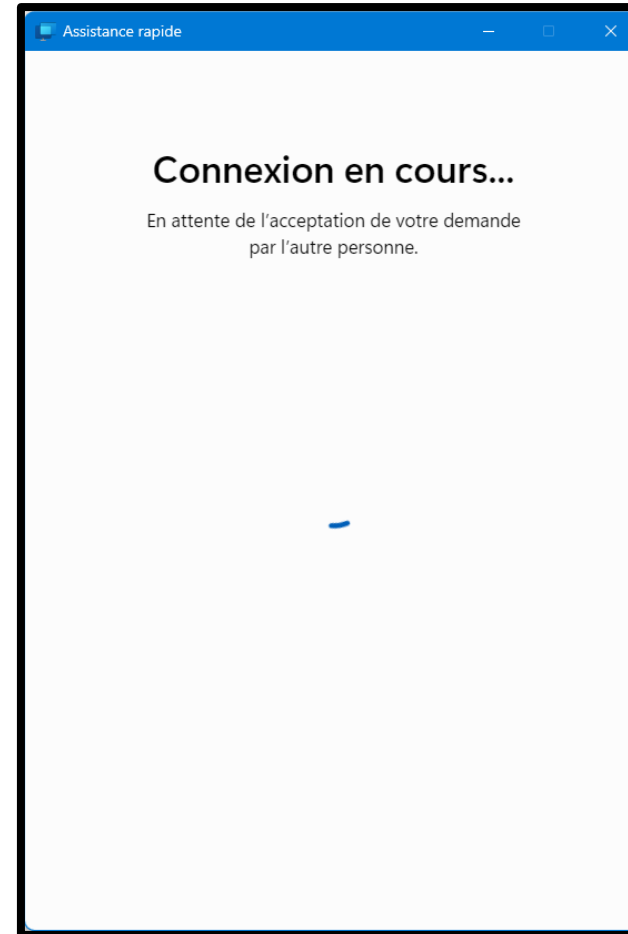 Assistance rapide
Connexion en cours...
En attente de l’acceptation de votre demande
par l’autre personne.